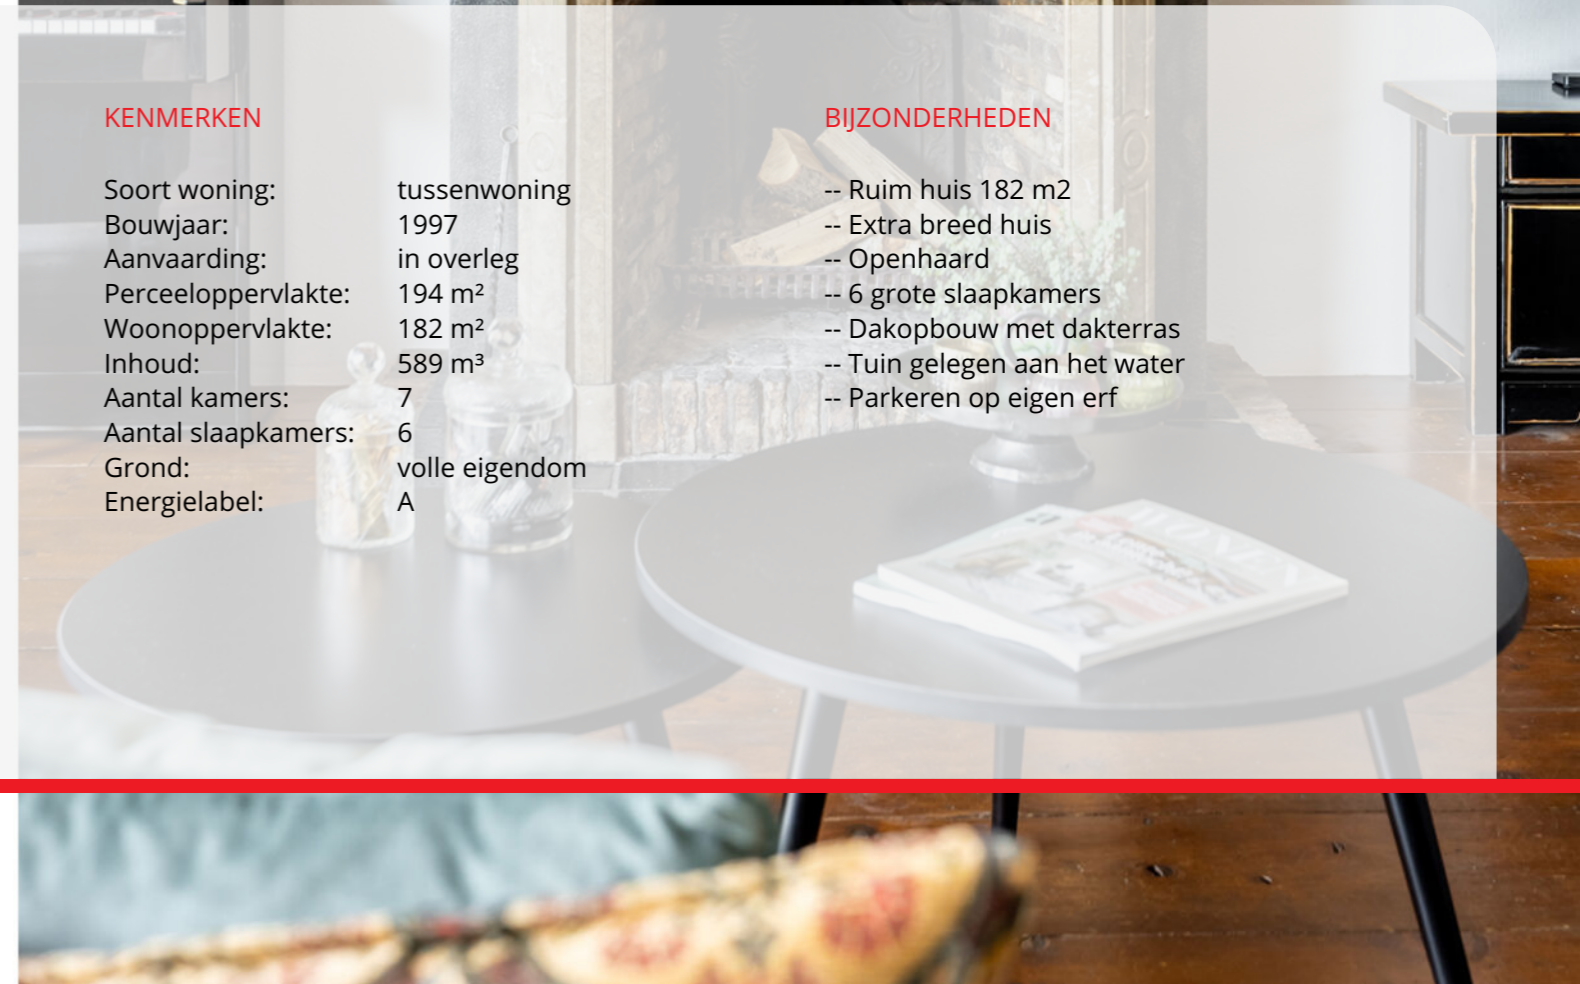 KENMERKEN
Soort woning: tussenwoning
Bouwjaar: 1997
Aanvaarding: in overleg
Perceeloppervlakte: 194 m²
Woonoppervlakte: 182 m²
Inhoud: 589 m³
Aantal kamers: 7
Aantal slaapkamers: 6
Grond: volle eigendom
Energielabel: A
BIJZONDERHEDEN
-- Ruim huis 182 m2
-- Extra breed huis
-- Openhaard
-- 6 grote slaapkamers
-- Dakopbouw met dakterras
-- Tuin gelegen aan het water
-- Parkeren op eigen erf
WONEN